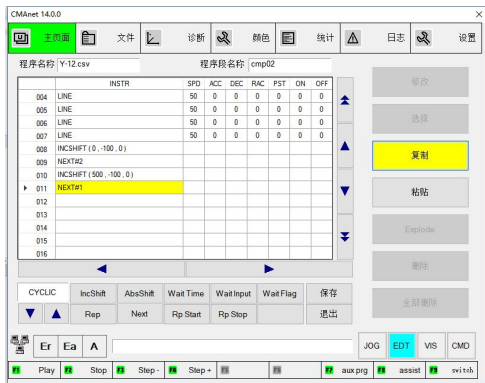 CMAnet 14.0.0
主页面 文件 诊断 颜色 统计 日志 设置
程序名称 Y-12.csv 程序段名称 cmp02
INSTR SPD ACC DEC RAC PST ON OFF
004 LINE 50 0 0 0 0 0 0
005 LINE 50 0 0 0 0 0 0
006 LINE 50 0 0 0 0 0 0
007 LINE 50 0 0 0 0 0 0
008 INCSHIFT ( 0 , -100 , 0 )
009 NEXT#2
010 INCSHIFT ( 500 , -100 , 0 )
011 NEXT#1
012
013
014
015
016
修改
选择
复制
粘贴
Explode
删除
全部删除
CYCLIC IncShift AbsShift Wait Time Wait Input Wait Flag 保存
Rep Next Rp Start Rp Stop 退出
Er Ea A JOG EDT VIS CMD
F1 Play F2 Stop F3 Step - F4 Step + F5 F6 F7 aux prg F8 assist F9 switch